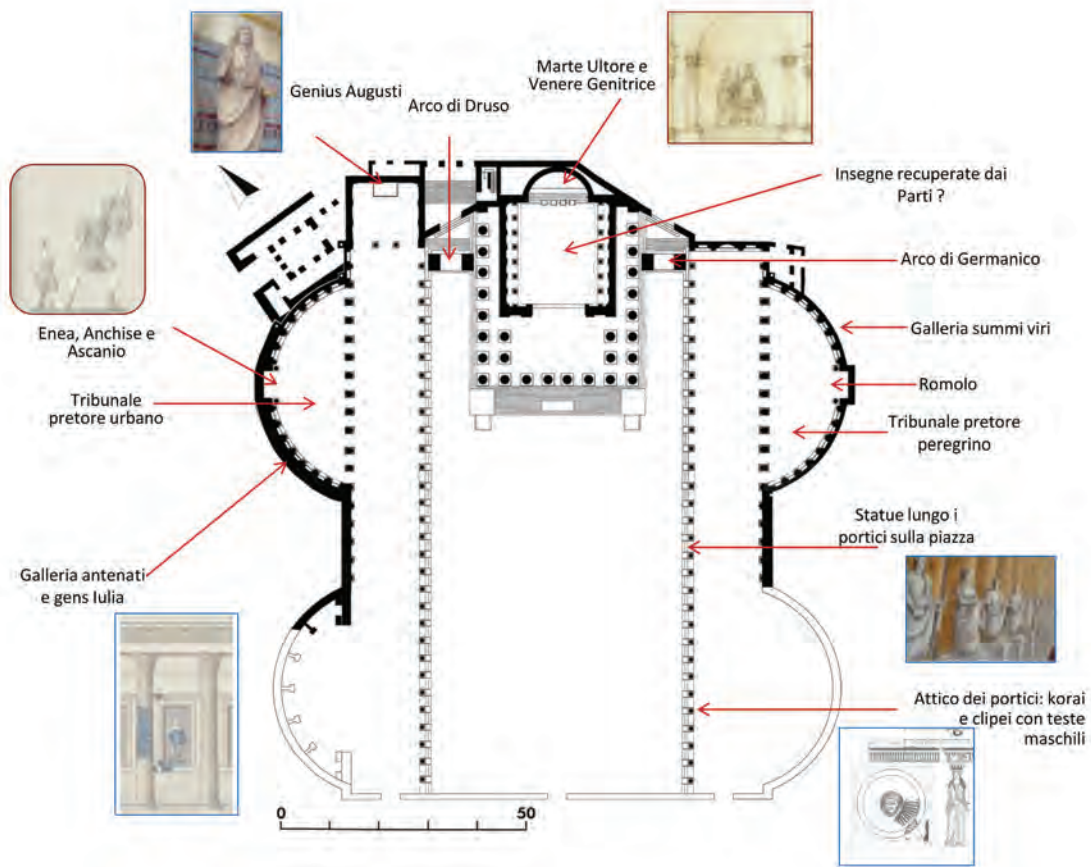 Marte Ultore e
Venere Genitrice
Genius Augusti
Arco di Druso
Insegne recuperate dai
Parti ?
Arco di Germanico
Enea, Anchise e
Ascanio
Galleria summi viri
Romolo
Tribunale
pretore urbano
Tribunale pretore
peregrino
Statue lungo i
portici sulla piazza
Galleria antenati
e gens Iulia
Attico dei portici: korai
e clipei con teste
maschili
0
50